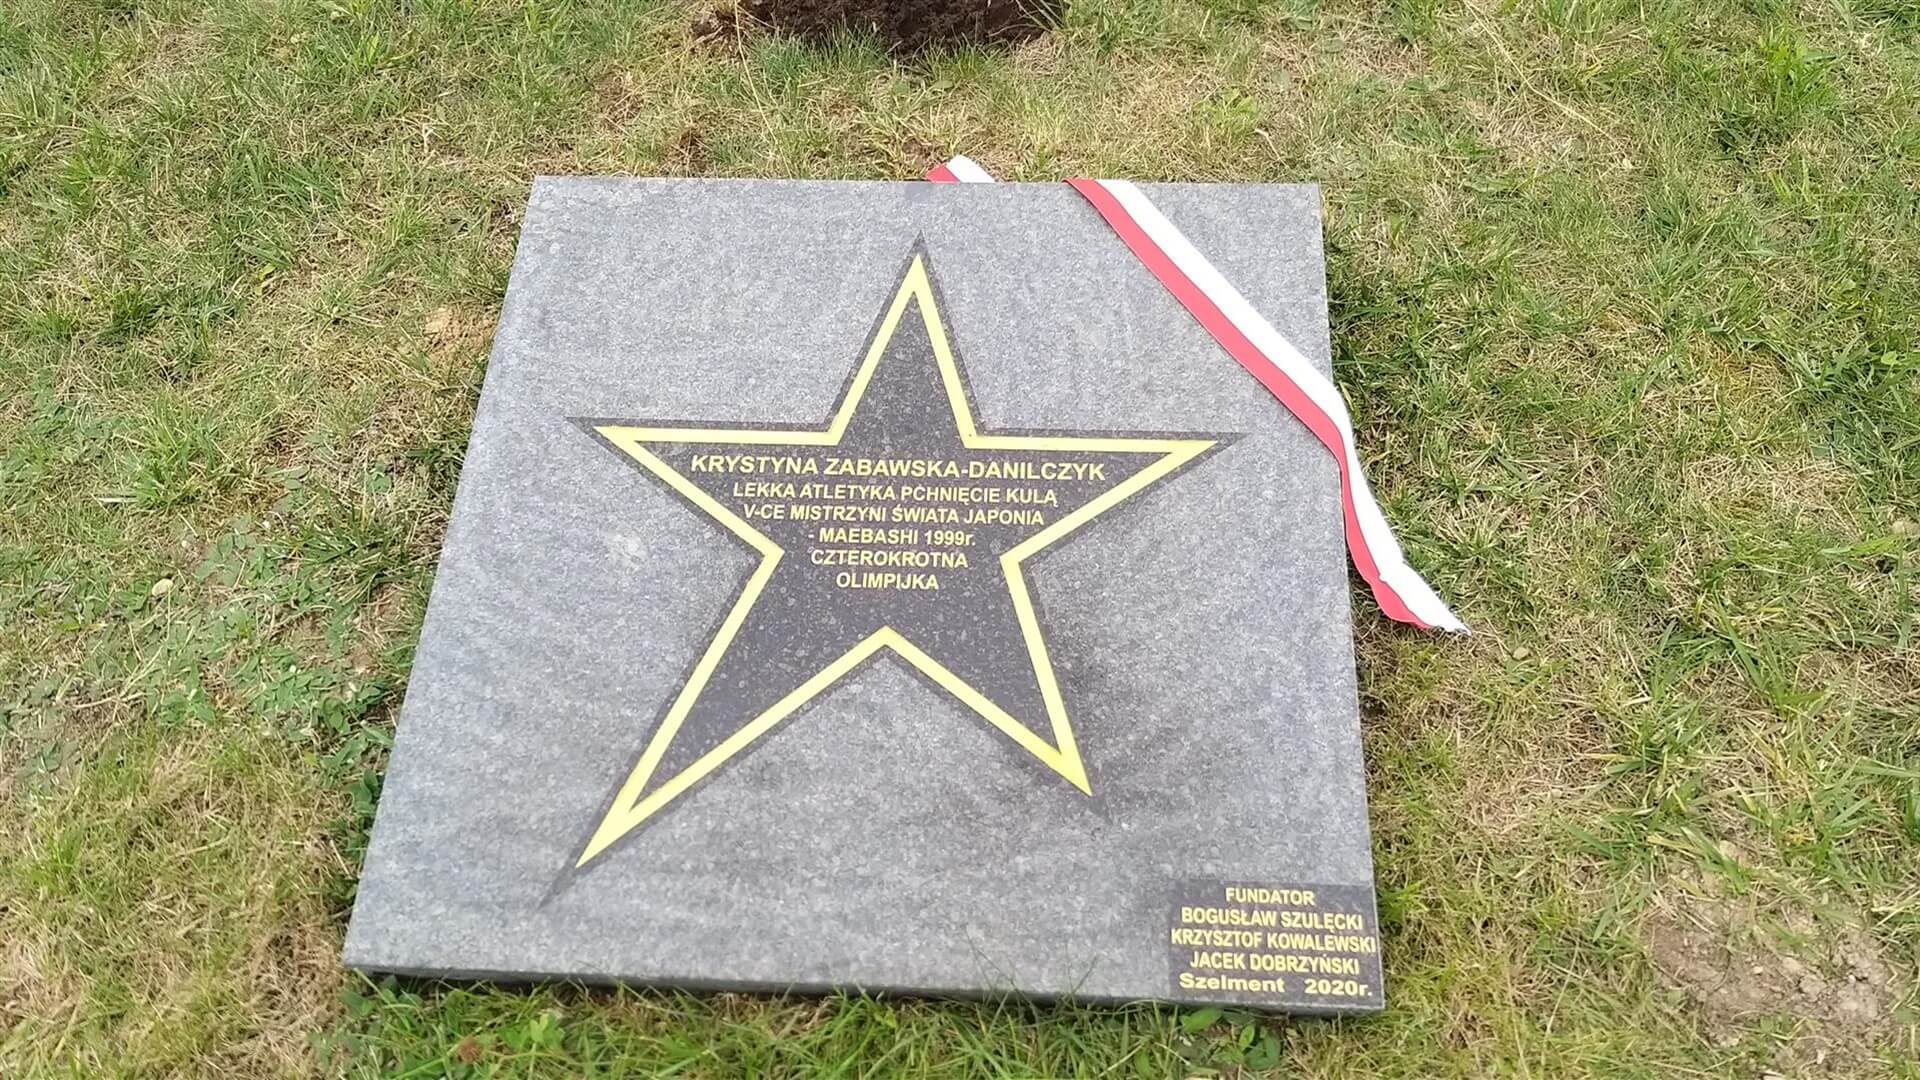 KRYSTYNA ZABAWSKA-DANILCZYK
LEKKA ATLETYKA PCHNIĘCIE KULĄ
V-CE MISTRZYNI ŚWIATA JAPONIA
- MAEBASHI 1999r.
CZTEROKROTNA
OLIMPIJKA
FUNDATOR
BOGUSŁAW SZULĘCKI
KRZYSZTOF KOWALEWSKI
JACEK DOBRZYŃSKI
Szelment 2020r.